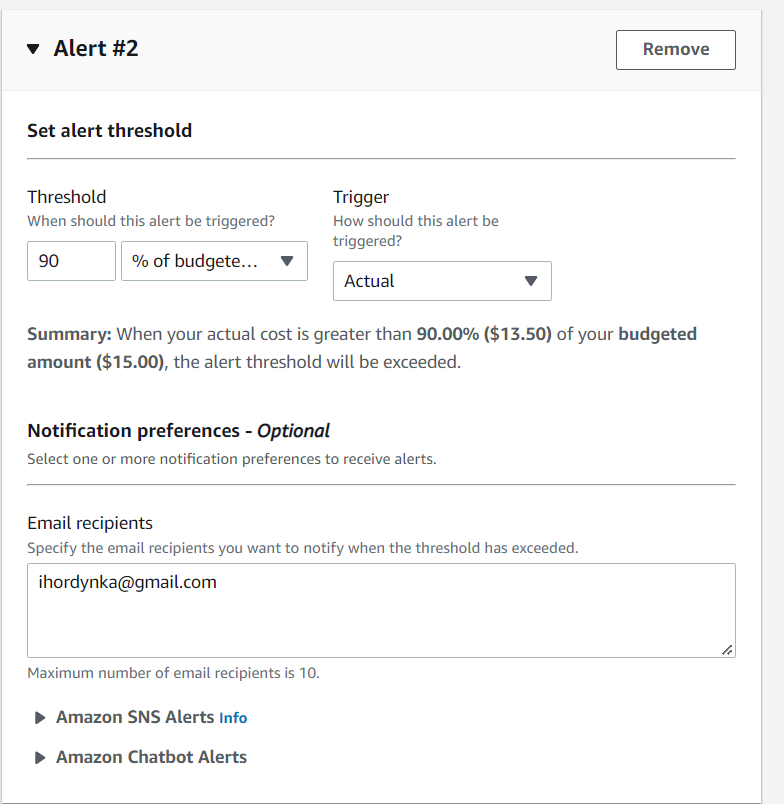 Alert #2
Remove
Set alert threshold
Threshold
When should this alert be triggered?
90
% of budgete...
Trigger
How should this alert be
triggered?
Actual
Summary: When your actual cost is greater than 90.00% ($13.50) of your budgeted
amount ($15.00), the alert threshold will be exceeded.
Notification preferences - Optional
Select one or more notification preferences to receive alerts.
Email recipients
Specify the email recipients you want to notify when the threshold has exceeded.
ihordynka@gmail.com
Maximum number of email recipients is 10.
Amazon SNS Alerts Info
Amazon Chatbot Alerts